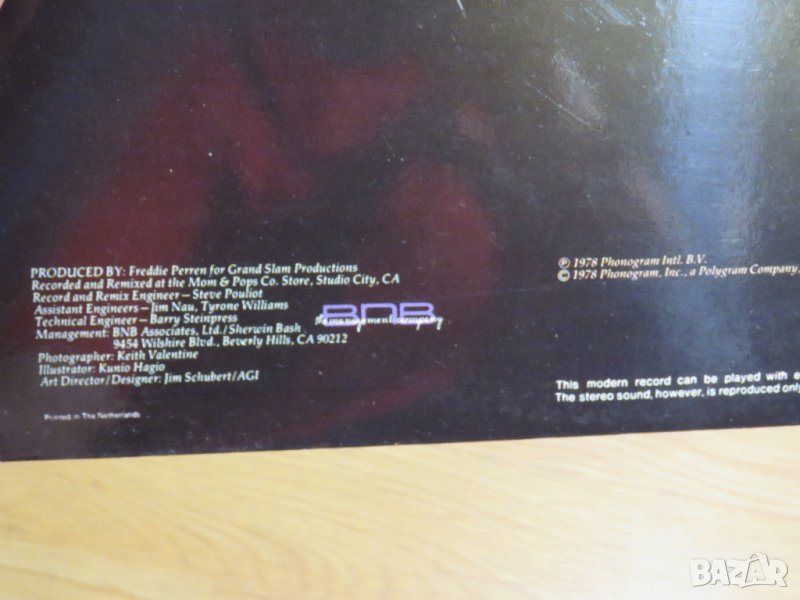 PRODUCED BY: Freddie Perren for Grand Slam Productions
Recorded and Remixed at the Mom & Pops Co. Store, Studio City, CA
Record and Remix Engineer—Steve Pouliot
Assistant Engineers—Jim Nau, Tyrone Williams
Technical Engineer—Barry Steinpress
Management: BNB Associates, Ltd./Sherwin Bash
9454 Wilshire Blvd., Beverly Hills, CA 90212
Photographer: Keith Valentine
Illustrator: Kunio Hagio
Art Director/Designer: Jim Schubert/AGI
Printed in The Netherlands
BNB
the management company
℗ 1978 Phonogram Intl. B.V.
© 1978 Phonogram, Inc., a Polygram Company,
This modern record can be played with e
The stereo sound, however, is reproduced only
BAZAR